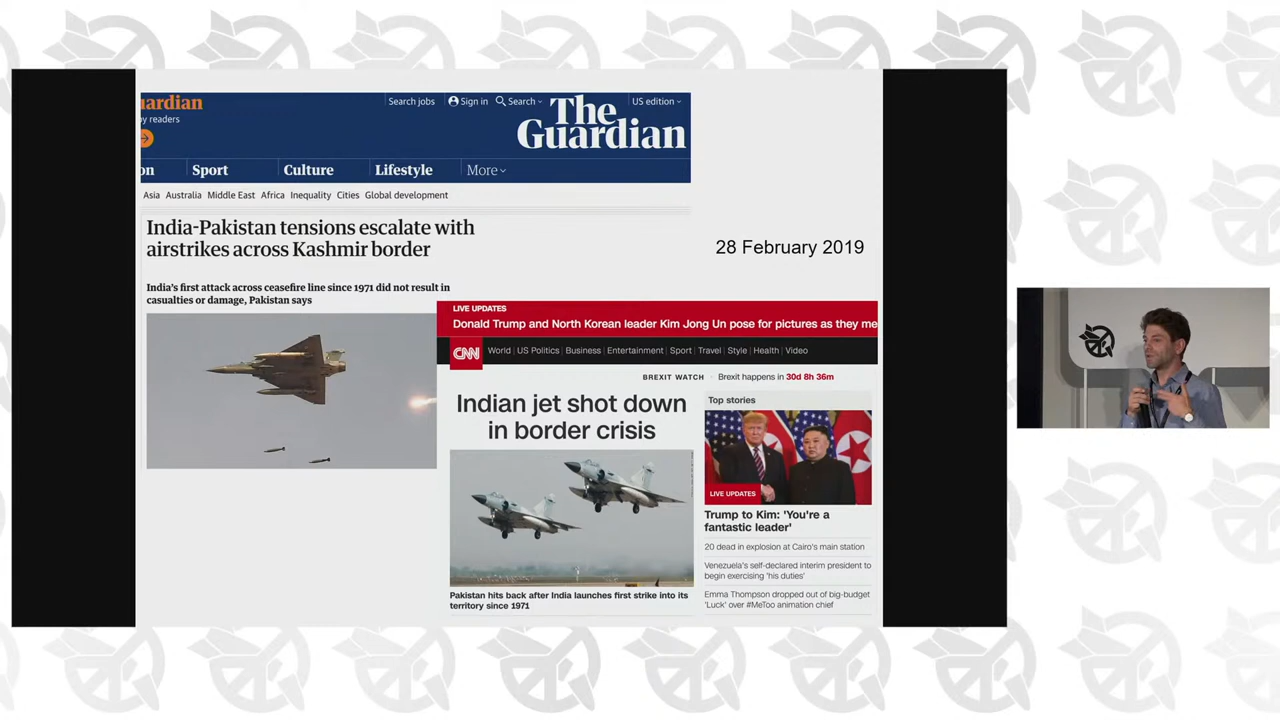 uardian
by readers
Search jobs
Sign in
Search
US edition
The
Guardian
on
Sport
Culture
Lifestyle
More
Asia Australia Middle East Africa Inequality Cities Global development
India-Pakistan tensions escalate with
airstrikes across Kashmir border
India's first attack across ceasefire line since 1971 did not result in
casualties or damage, Pakistan says
28 February 2019
LIVE UPDATES
Donald Trump and North Korean leader Kim Jong Un pose for pictures as they me
CNN
World | US Politics | Business | Entertainment | Sport | Travel | Style | Health | Video
BREXIT WATCH
Brexit happens in 30d 8h 36m
Indian jet shot down
in border crisis
Pakistan hits back after India launches first strike into its
territory since 1971
Top stories
LIVE UPDATES
Trump to Kim: 'You're a
fantastic leader'
20 dead in explosion at Cairo's main station
Venezuela's self-declared interim president to
begin exercising 'his duties'
Emma Thompson dropped out of big-budget
'Luck' over #MeToo animation chief